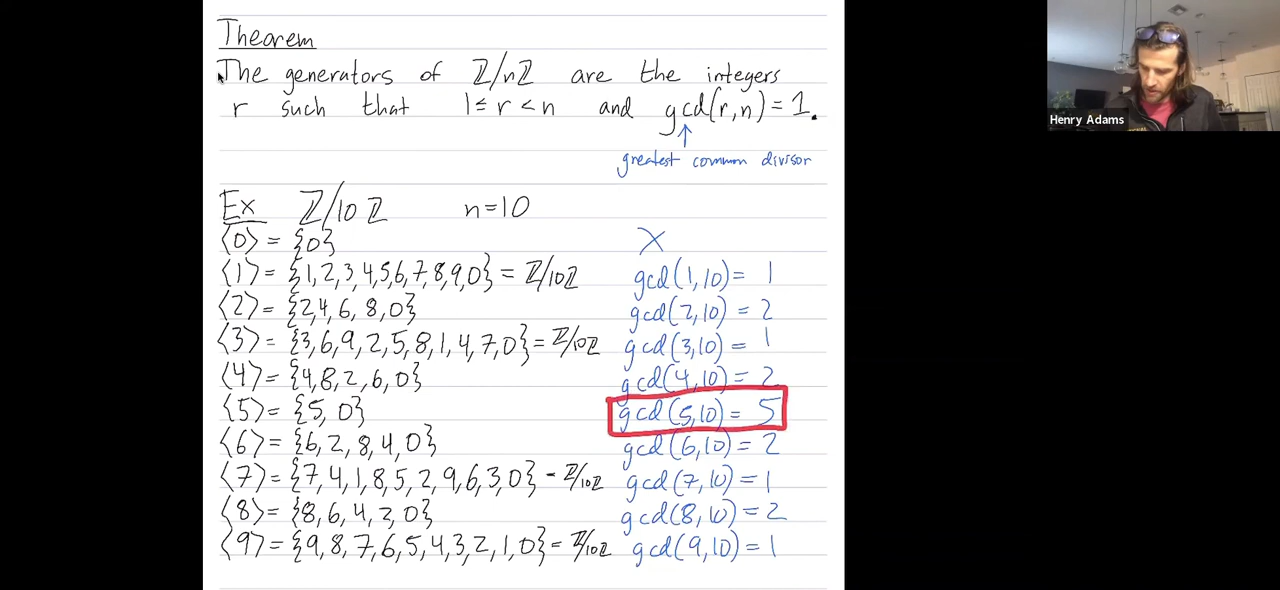 Theorem
The generators of ℤ/nℤ are the integers
r such that 1≤r<n and gcd(r,n)=1.
greatest common divisor
Henry Adams
Ex ℤ/10ℤ n=10
⟨0⟩ = {0} X
⟨1⟩ = {1,2,3,4,5,6,7,8,9,0} = ℤ/10ℤ gcd(1,10) = 1
⟨2⟩ = {2,4,6,8,0} gcd(2,10) = 2
⟨3⟩ = {3,6,9,2,5,8,1,4,7,0} = ℤ/10ℤ gcd(3,10) = 1
⟨4⟩ = {4,8,2,6,0} gcd(4,10) = 2
⟨5⟩ = {5,0} gcd(5,10) = 5
⟨6⟩ = {6,2,8,4,0} gcd(6,10) = 2
⟨7⟩ = {7,4,1,8,5,2,9,6,3,0} = ℤ/10ℤ gcd(7,10) = 1
⟨8⟩ = {8,6,4,2,0} gcd(8,10) = 2
⟨9⟩ = {9,8,7,6,5,4,3,2,1,0} = ℤ/10ℤ gcd(9,10) = 1